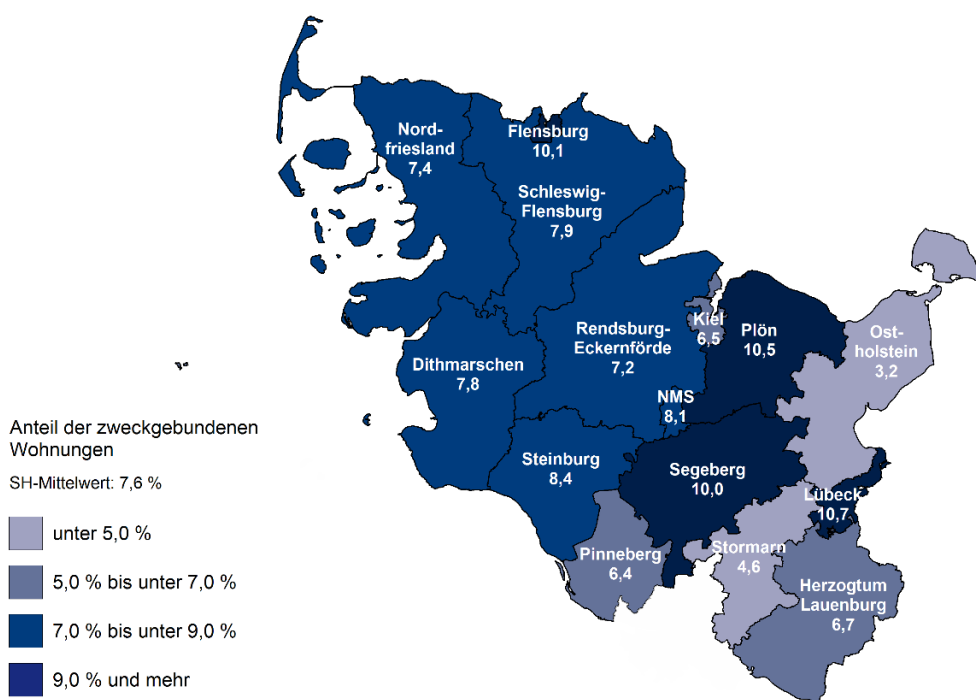 Nord-
friesland
7,4
Flensburg
10,1
Schleswig-
Flensburg
7,9
Kiel
6,5
Plön
10,5
Ost-
holstein
3,2
Rendsburg-
Eckernförde
7,2
Dithmarschen
7,8
NMS
8,1
Steinburg
8,4
Segeberg
10,0
Lübeck
10,7
Pinneberg
6,4
Stormarn
4,6
Herzogtum
Lauenburg
6,7
Anteil der zweckgebundenen
Wohnungen
SH-Mittelwert: 7,6 %
unter 5,0 %
5,0 % bis unter 7,0 %
7,0 % bis unter 9,0 %
9,0 % und mehr